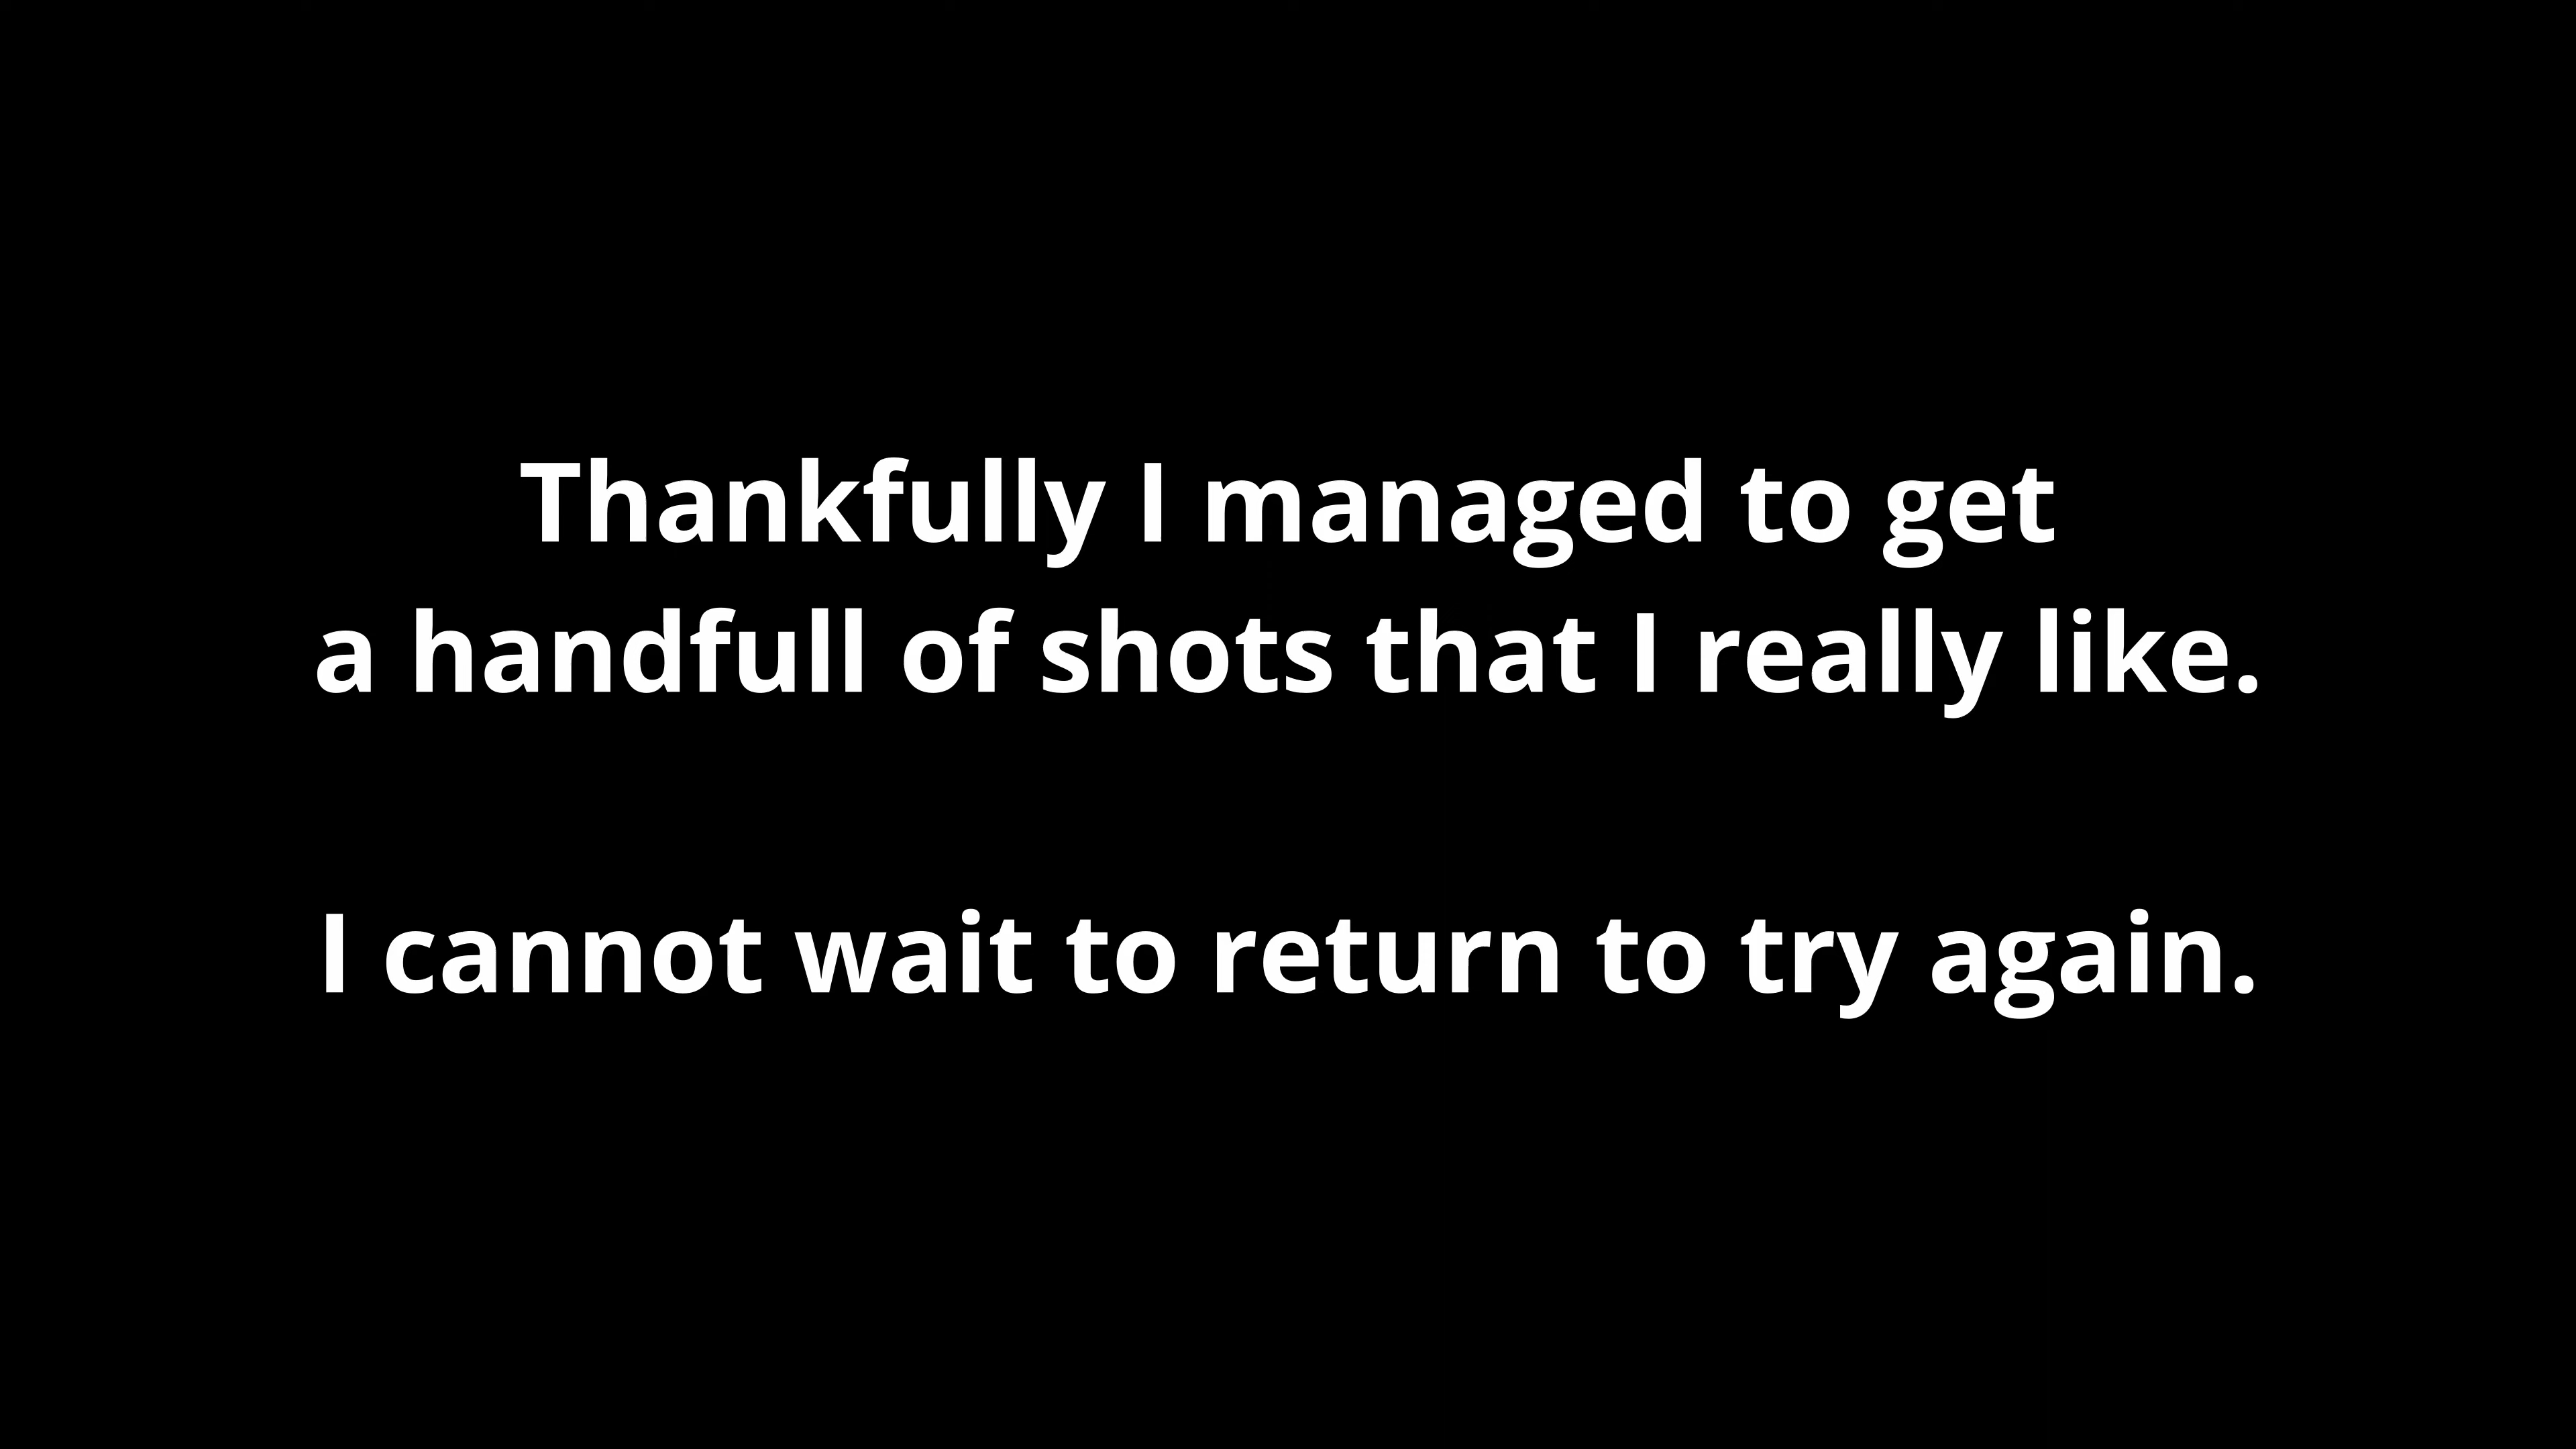 Thankfully I managed to get
a handfull of shots that I really like.
I cannot wait to return to try again.